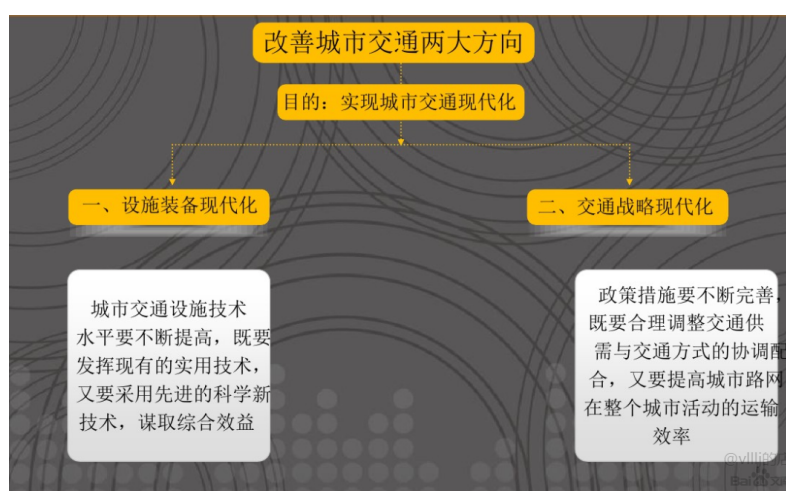 改善城市交通两大方向
目的：实现城市交通现代化
一、设施装备现代化
二、交通战略现代化
城市交通设施技术
水平要不断提高，既要
发挥现有的实用技术，
又要采用先进的科学新
技术，谋取综合效益
政策措施要不断完善，
既要合理调整交通供
需与交通方式的协调配
合，又要提高城市路网
在整个城市活动的运输
效率